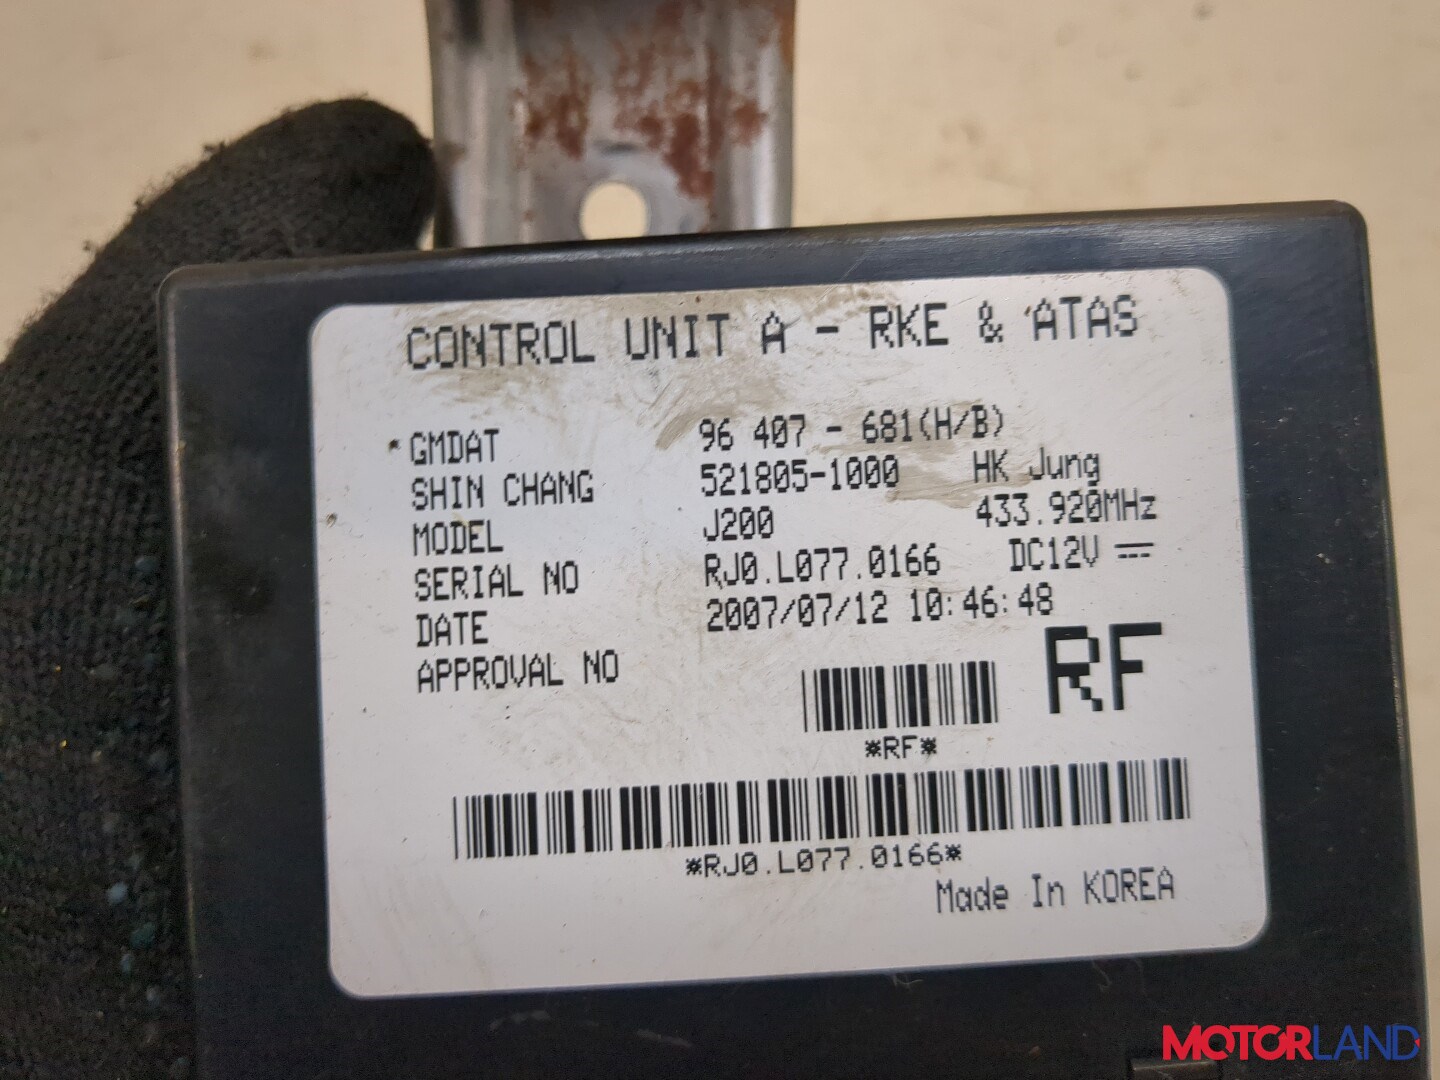 CONTROL UNIT A - RKE & ATAS
GMDAT 96 407 - 681(H/B)
SHIN CHANG 521805-1000 HK Jung
MODEL J200 433.920MHz
SERIAL NO RJ0.L077.0166 DC12V
DATE 2007/07/12 10:46:48
APPROVAL NO
RF
*RF*
*RJ0.L077.0166*
Made In KOREA
MOTORLAND